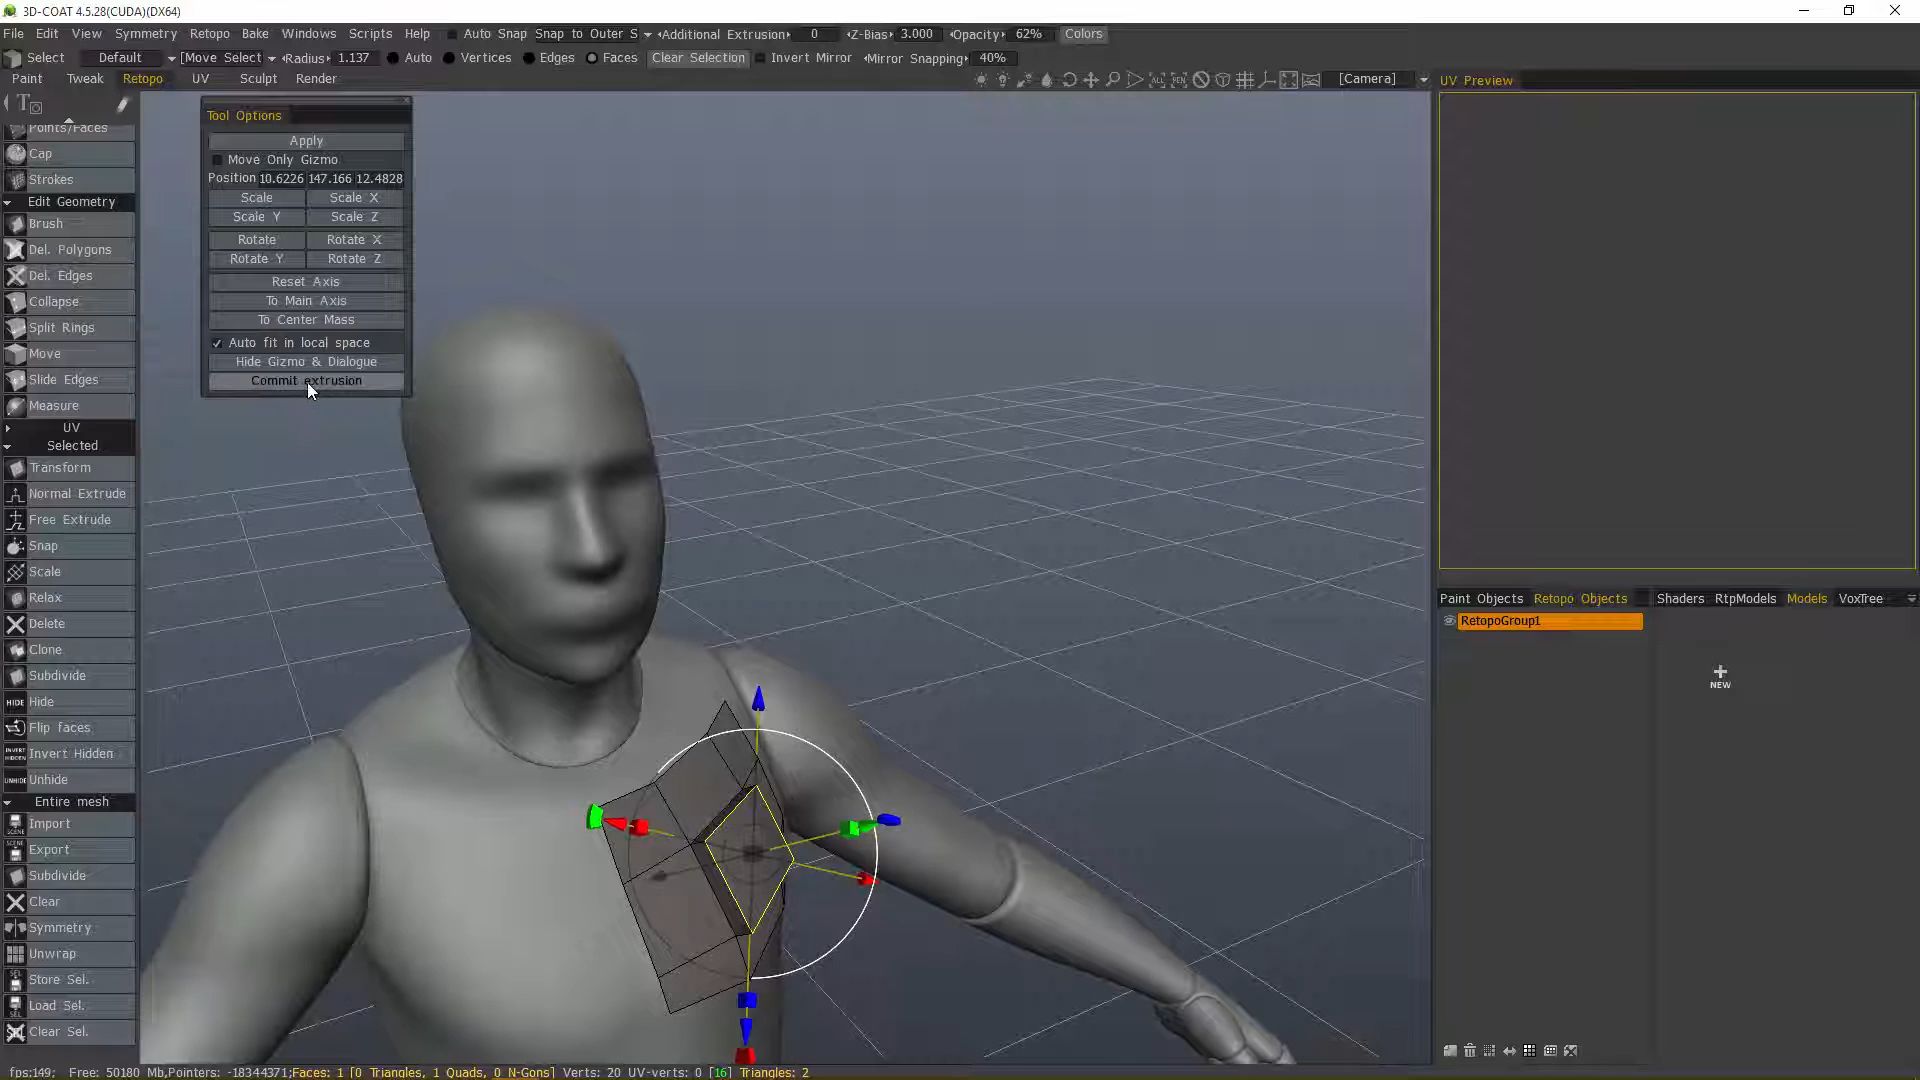 3D-COAT 4.5.28(CUDA)(DX64)
File Edit View Symmetry Retopo Bake Windows Scripts Help Auto Snap Snap to Outer S Additional Extrusion 0 Z-Bias 3.000 Opacity 62% Colors
Select Default [Move Select] Radius 1.137 Auto Vertices Edges Faces Clear Selection Invert Mirror Mirror Snapping 40%
Paint Tweak Retopo UV Sculpt Render [Camera] UV Preview
Points/Faces
Cap
Strokes
Edit Geometry
Brush
Del. Polygons
Del. Edges
Collapse
Split Rings
Move
Slide Edges
Measure
UV
Selected
Transform
Normal Extrude
Free Extrude
Snap
Scale
Relax
Delete
Clone
Subdivide
HIDE Hide
Flip faces
INVERT HIDDEN Invert Hidden
UNHIDE Unhide
Entire mesh
SCENE Import
SCENE Export
Subdivide
Clear
Symmetry
Unwrap
SEL Store Sel.
SEL Load Sel.
Clear Sel.
Tool Options
Apply
Move Only Gizmo
Position 10.6226 147.166 12.4828
Scale Scale X
Scale Y Scale Z
Rotate Rotate X
Rotate Y Rotate Z
Reset Axis
To Main Axis
To Center Mass
Auto fit in local space
Hide Gizmo & Dialogue
Commit extrusion
Paint Objects Retopo Objects Shaders RtpModels Models VoxTree
RetopoGroup1
NEW
fps:149; Free: 50180 Mb,Pointers: -18344371;Faces: 1 [0 Triangles, 1 Quads, 0 N-Gons] Verts: 20 UV-verts: 0 [16] Triangles: 2